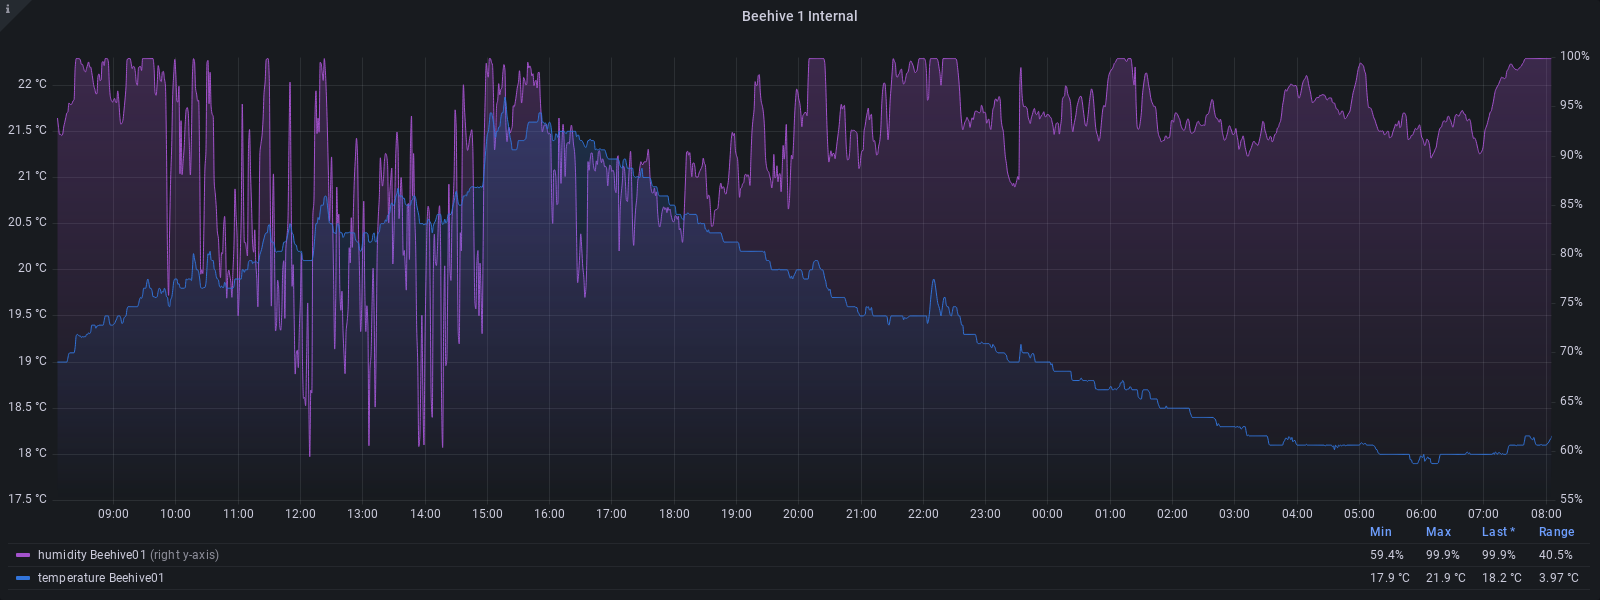 i
Beehive 1 Internal
22 °C
21.5 °C
21 °C
20.5 °C
20 °C
19.5 °C
19 °C
18.5 °C
18 °C
17.5 °C
100%
95%
90%
85%
80%
75%
70%
65%
60%
55%
09:00 10:00 11:00 12:00 13:00 14:00 15:00 16:00 17:00 18:00 19:00 20:00 21:00 22:00 23:00 00:00 01:00 02:00 03:00 04:00 05:00 06:00 07:00 08:00
Min Max Last * Range
humidity Beehive01 (right y-axis) 59.4% 99.9% 99.9% 40.5%
temperature Beehive01 17.9 °C 21.9 °C 18.2 °C 3.97 °C